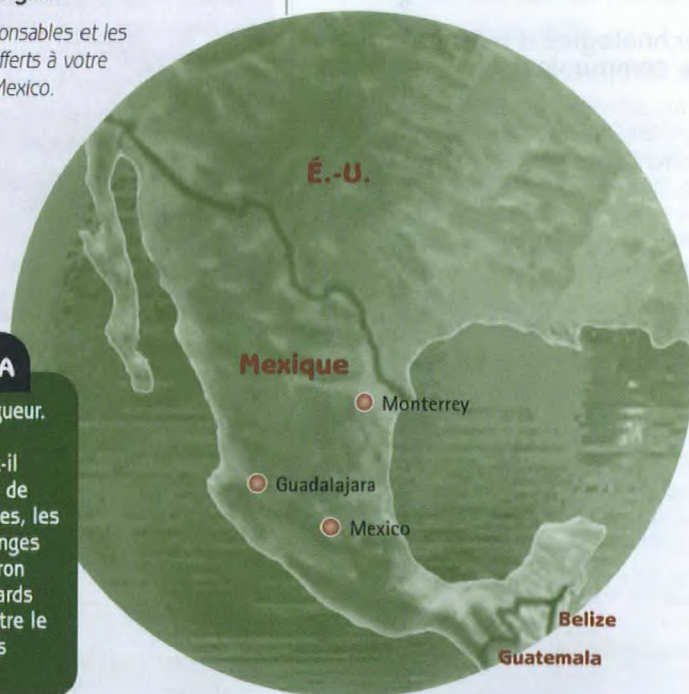 onsables et les
fferts à votre
Mexico.
É.-U.
Mexique
Monterrey
Guadalajara
Mexico
Belize
Guatemala
A
gueur.
-il
de
es, les
nges
ron
ards
tre le
s